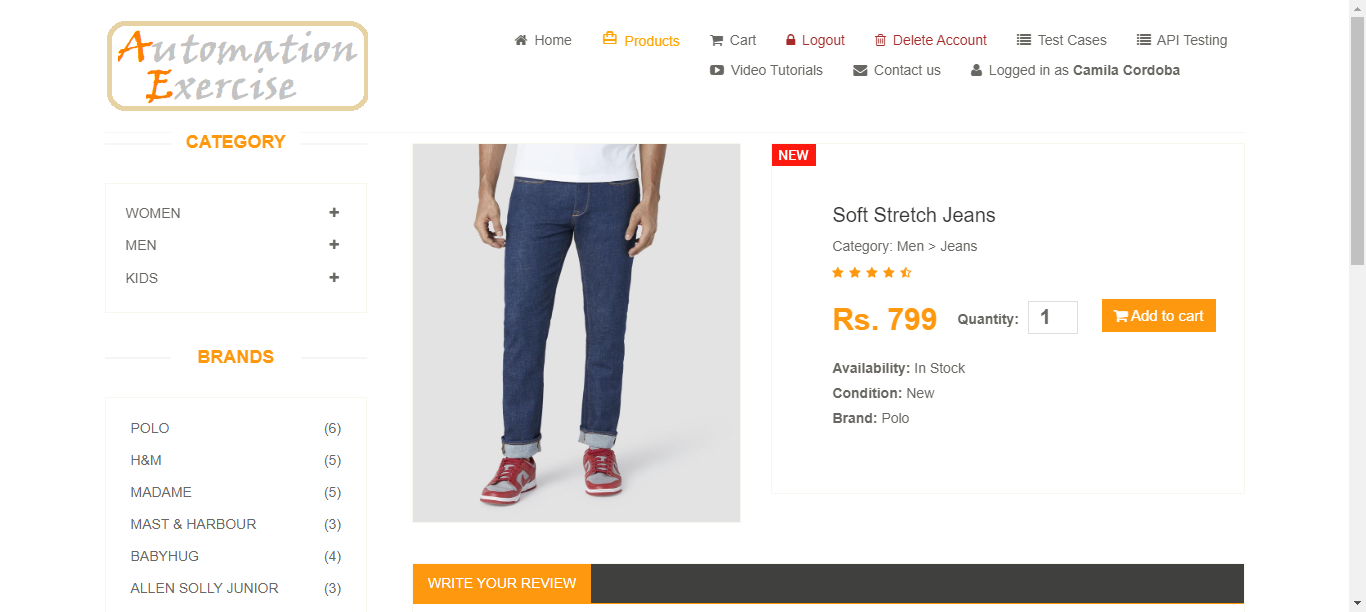 Automation
Exercise
Home Products Cart Logout Delete Account Test Cases API Testing
Video Tutorials Contact us Logged in as Camila Cordoba
CATEGORY
WOMEN
MEN
KIDS
BRANDS
POLO (6)
H&M (5)
MADAME (5)
MAST & HARBOUR (3)
BABYHUG (4)
ALLEN SOLLY JUNIOR (3)
NEW
Soft Stretch Jeans
Category: Men > Jeans
Rs. 799 Quantity: 1 Add to cart
Availability: In Stock
Condition: New
Brand: Polo
WRITE YOUR REVIEW